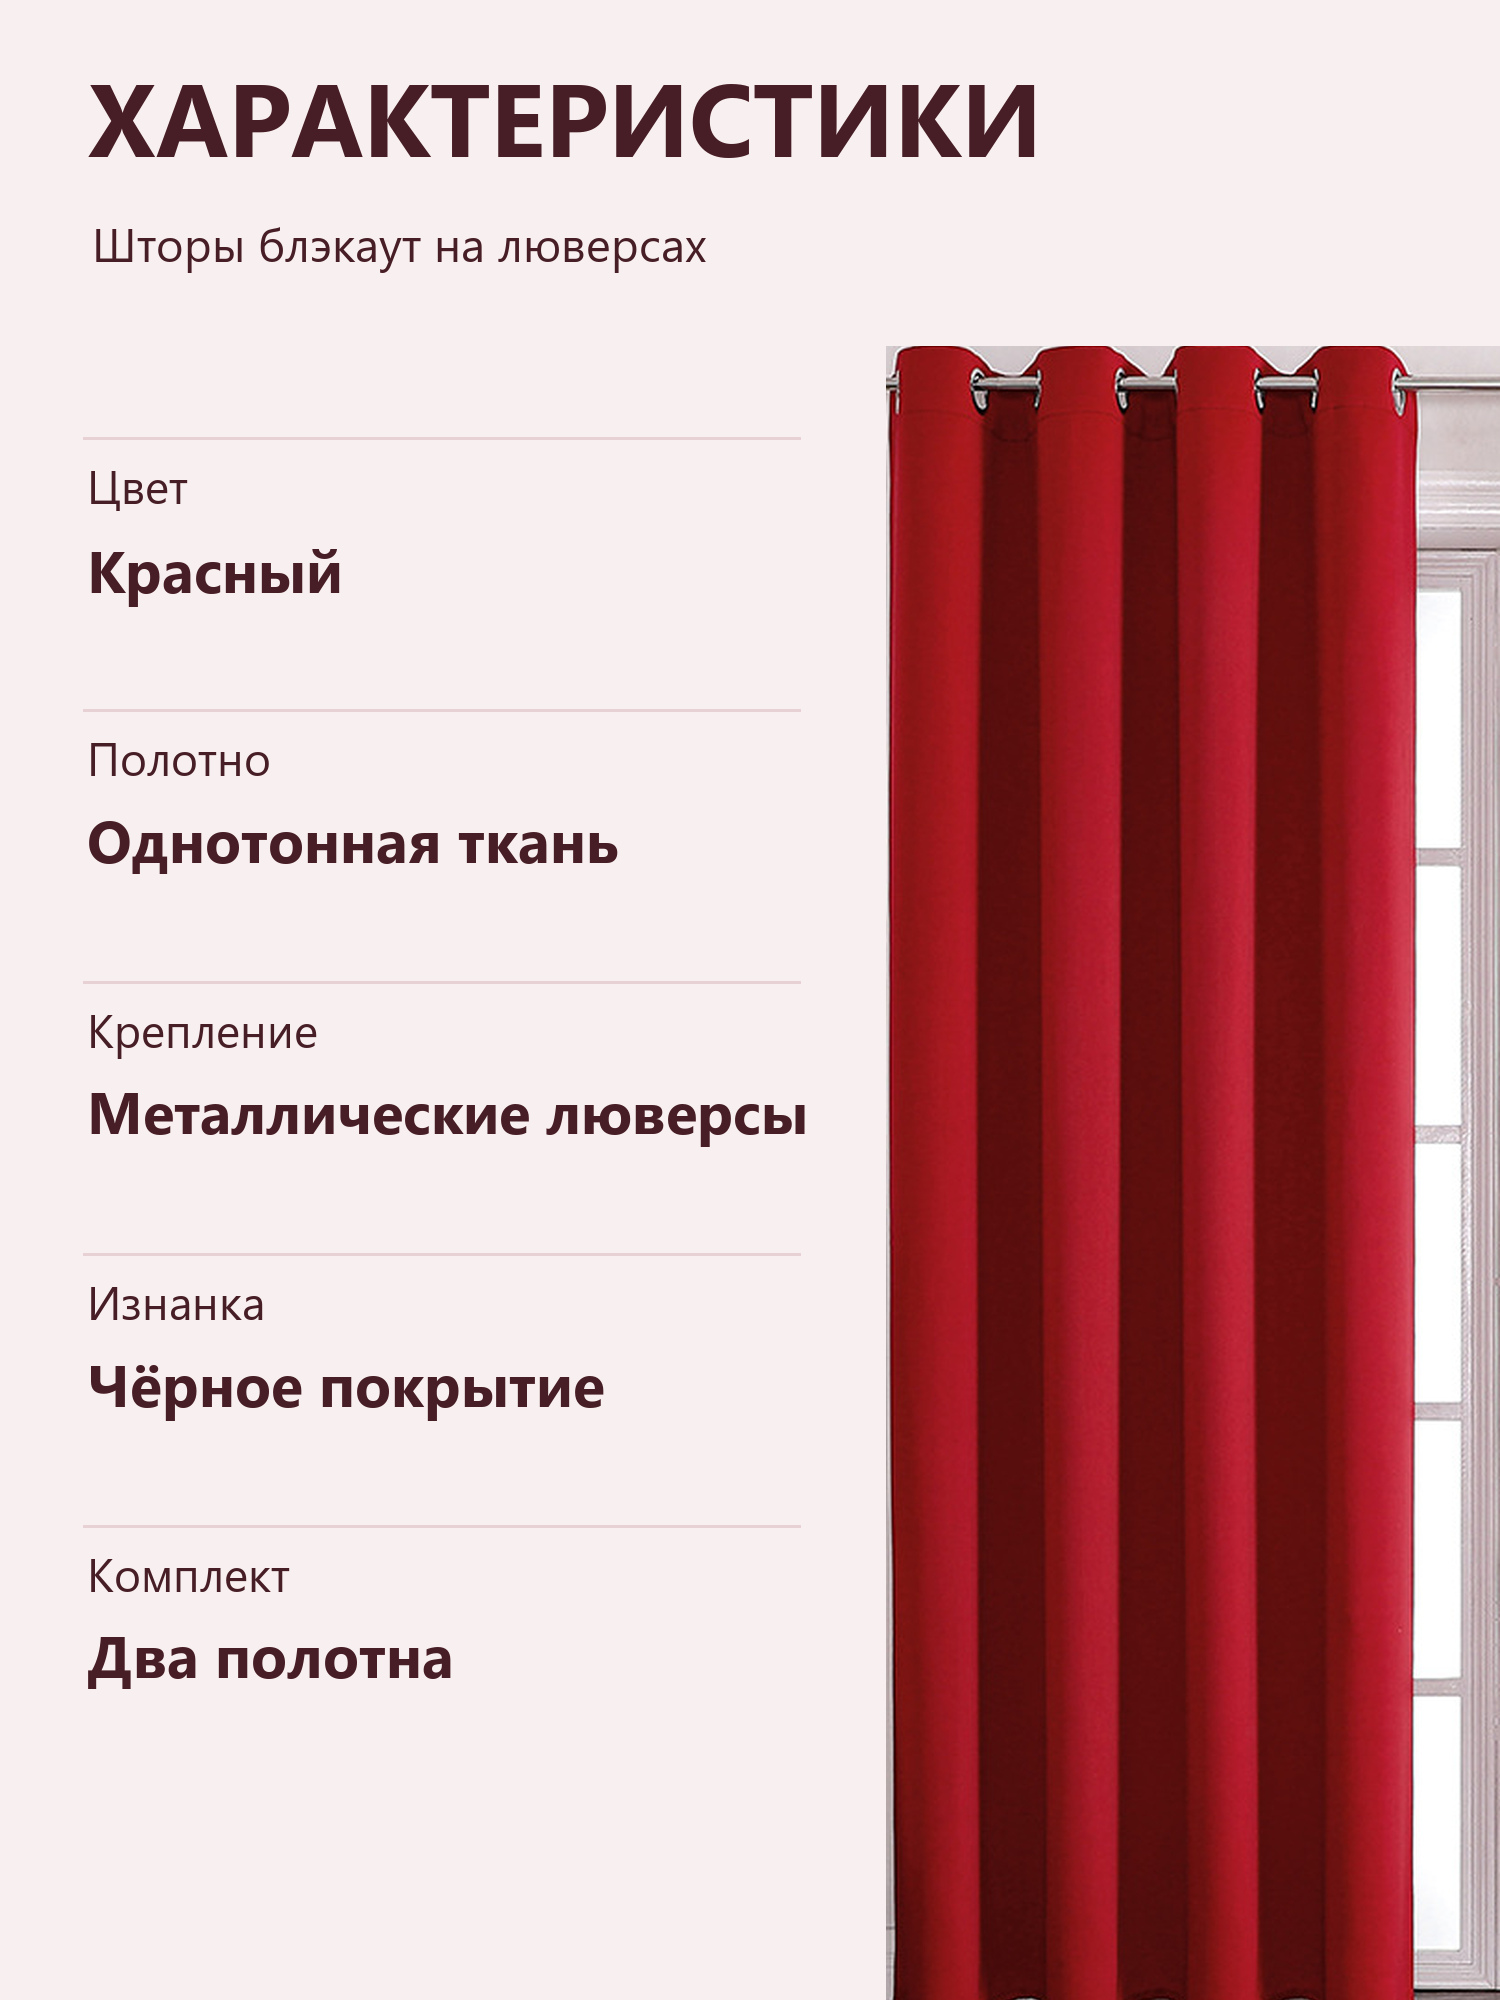 ХАРАКТЕРИСТИКИ
Шторы блэкаут на люверсах
Цвет
Красный
Полотно
Однотонная ткань
Крепление
Металлические люверсы
Изнанка
Чёрное покрытие
Комплект
Два полотна